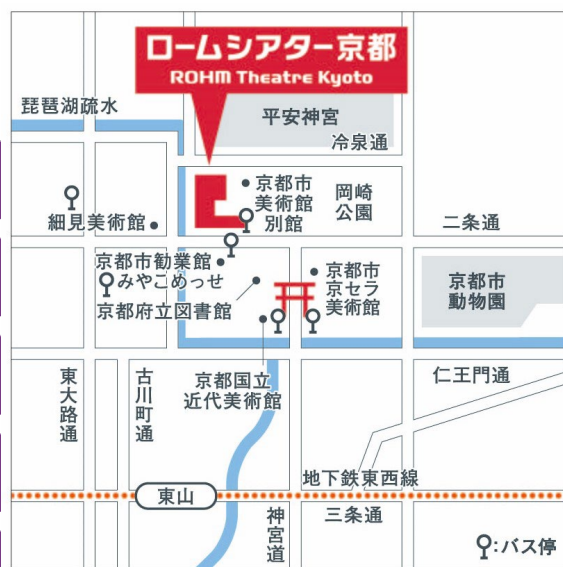 ロームシアター京都
ROHM Theatre Kyoto
琵琶湖疏水
平安神宮
冷泉通
京都市
美術館
別館
岡崎
公園
細見美術館
二条通
京都市勧業館
みやこめっせ
京都府立図書館
京都市
京セラ
美術館
京都市
動物園
京都国立
近代美術館
仁王門通
東大路通
古川町通
地下鉄東西線
東山
三条通
神宮道
:バス停